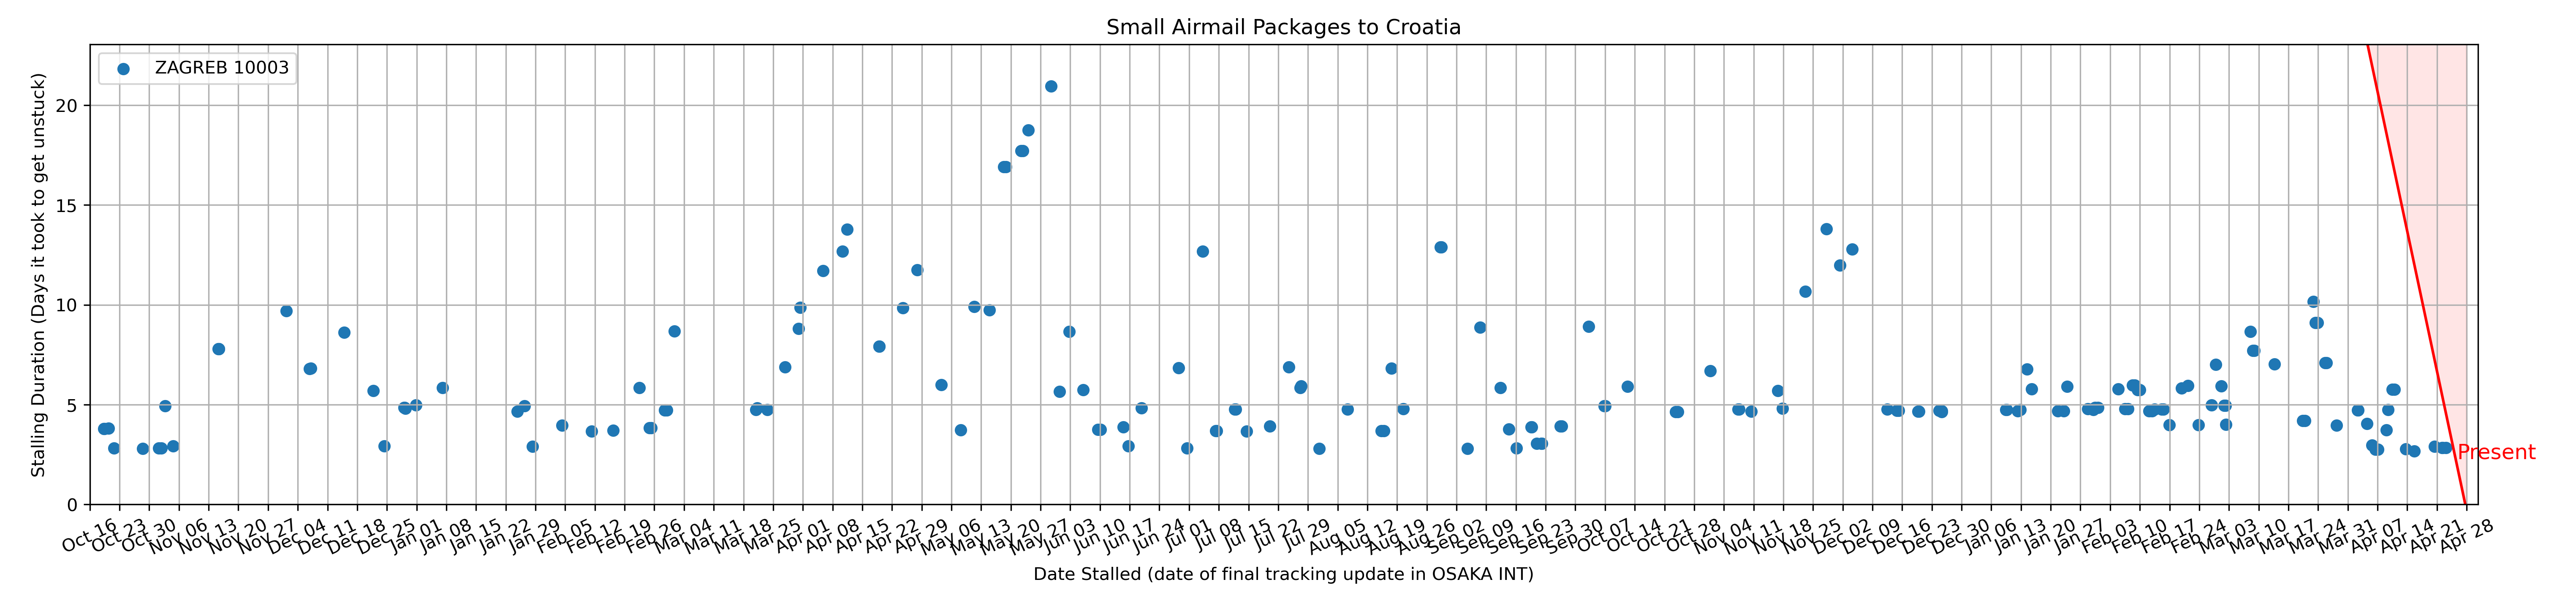 Small Airmail Packages to Croatia
ZAGREB 10003
Stalling Duration (Days it took to get unstuck)
20
15
10
5
0
Present
Oct 16
Oct 23
Oct 30
Nov 06
Nov 13
Nov 20
Nov 27
Dec 04
Dec 11
Dec 18
Dec 25
Jan 01
Jan 08
Jan 15
Jan 22
Jan 29
Feb 05
Feb 12
Feb 19
Feb 26
Mar 04
Mar 11
Mar 18
Mar 25
Apr 01
Apr 08
Apr 15
Apr 22
Apr 29
May 06
May 13
May 20
May 27
Jun 03
Jun 10
Jun 17
Jun 24
Jul 01
Jul 08
Jul 15
Jul 22
Jul 29
Aug 05
Aug 12
Aug 19
Aug 26
Sep 02
Sep 09
Sep 16
Sep 23
Sep 30
Oct 07
Oct 14
Oct 21
Oct 28
Nov 04
Nov 11
Nov 18
Nov 25
Dec 02
Dec 09
Dec 16
Dec 23
Dec 30
Jan 06
Jan 13
Jan 20
Jan 27
Feb 03
Feb 10
Feb 17
Feb 24
Mar 03
Mar 10
Mar 17
Mar 24
Mar 31
Apr 07
Apr 14
Apr 21
Apr 28
Date Stalled (date of final tracking update in OSAKA INT)